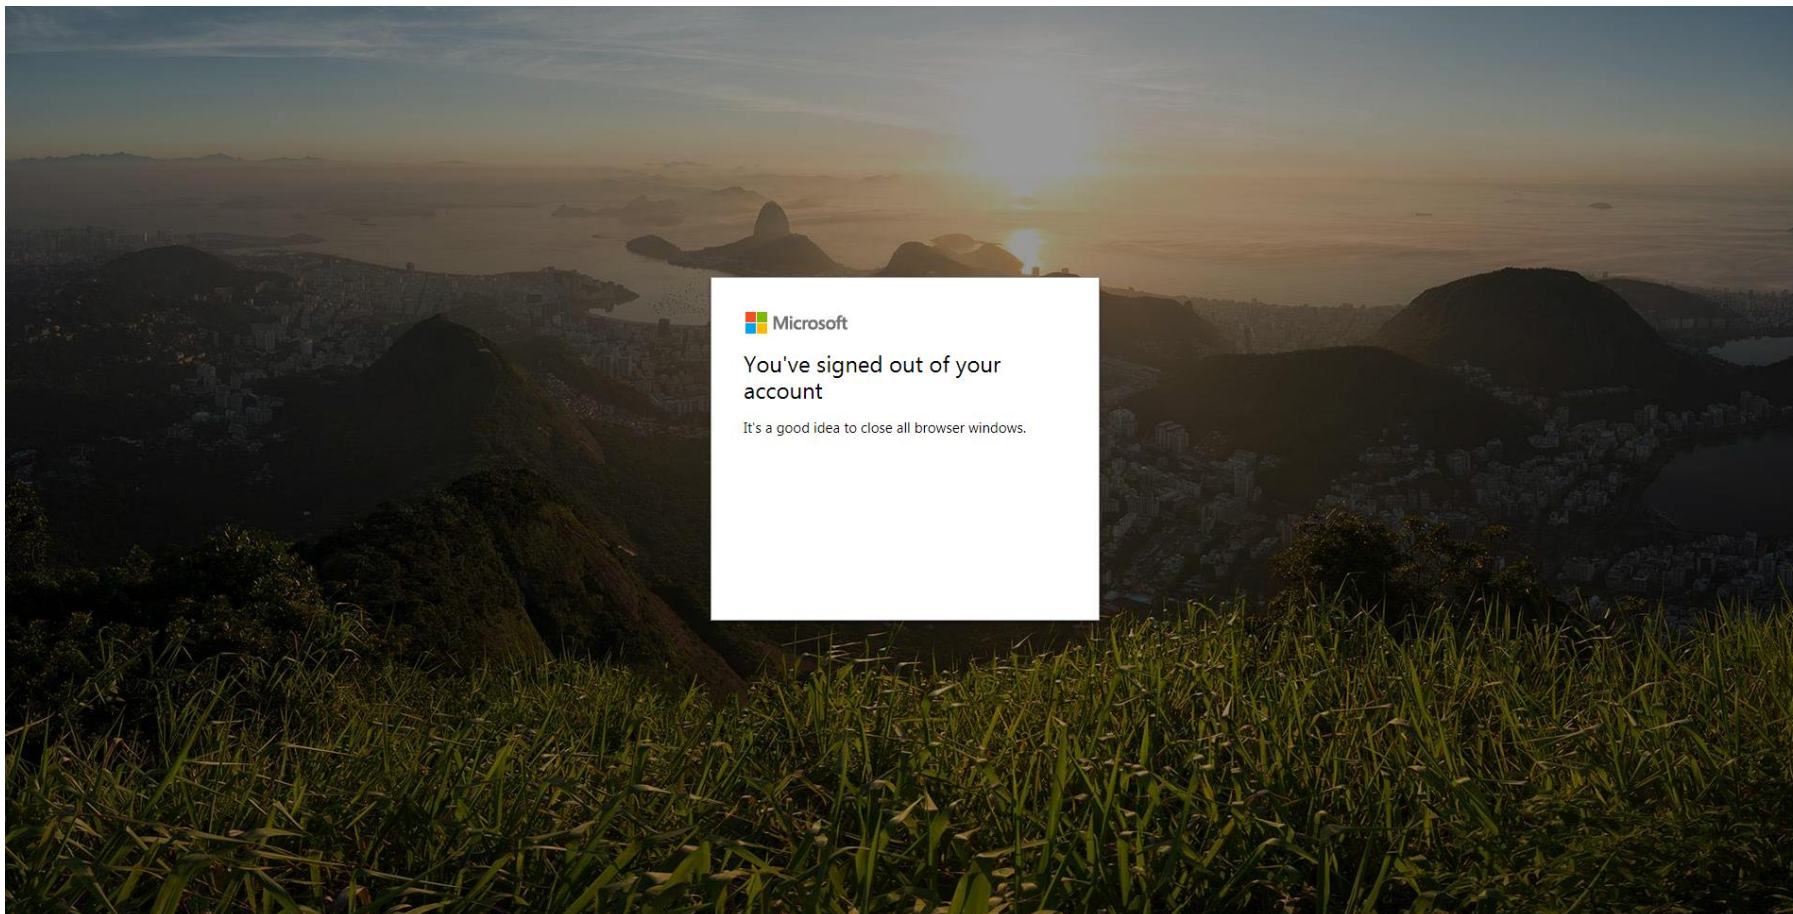 Microsoft
You've signed out of your
account
It's a good idea to close all browser windows.